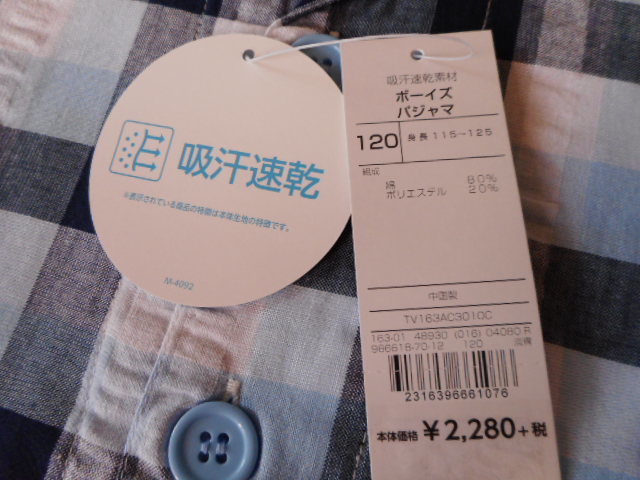 吸汗速乾
※表示されている商品の特徴は本体生地の特徴です。
M-4092
吸汗速乾素材
ボーイズ
パジャマ
120 身長 115~125
組成
綿 80%
ポリエステル 20%
中国製
TV163AC3010C
163-01 48930 (016) 04080 R
966618-70-12 120
2316396661076
本体価格 ¥2,280+税